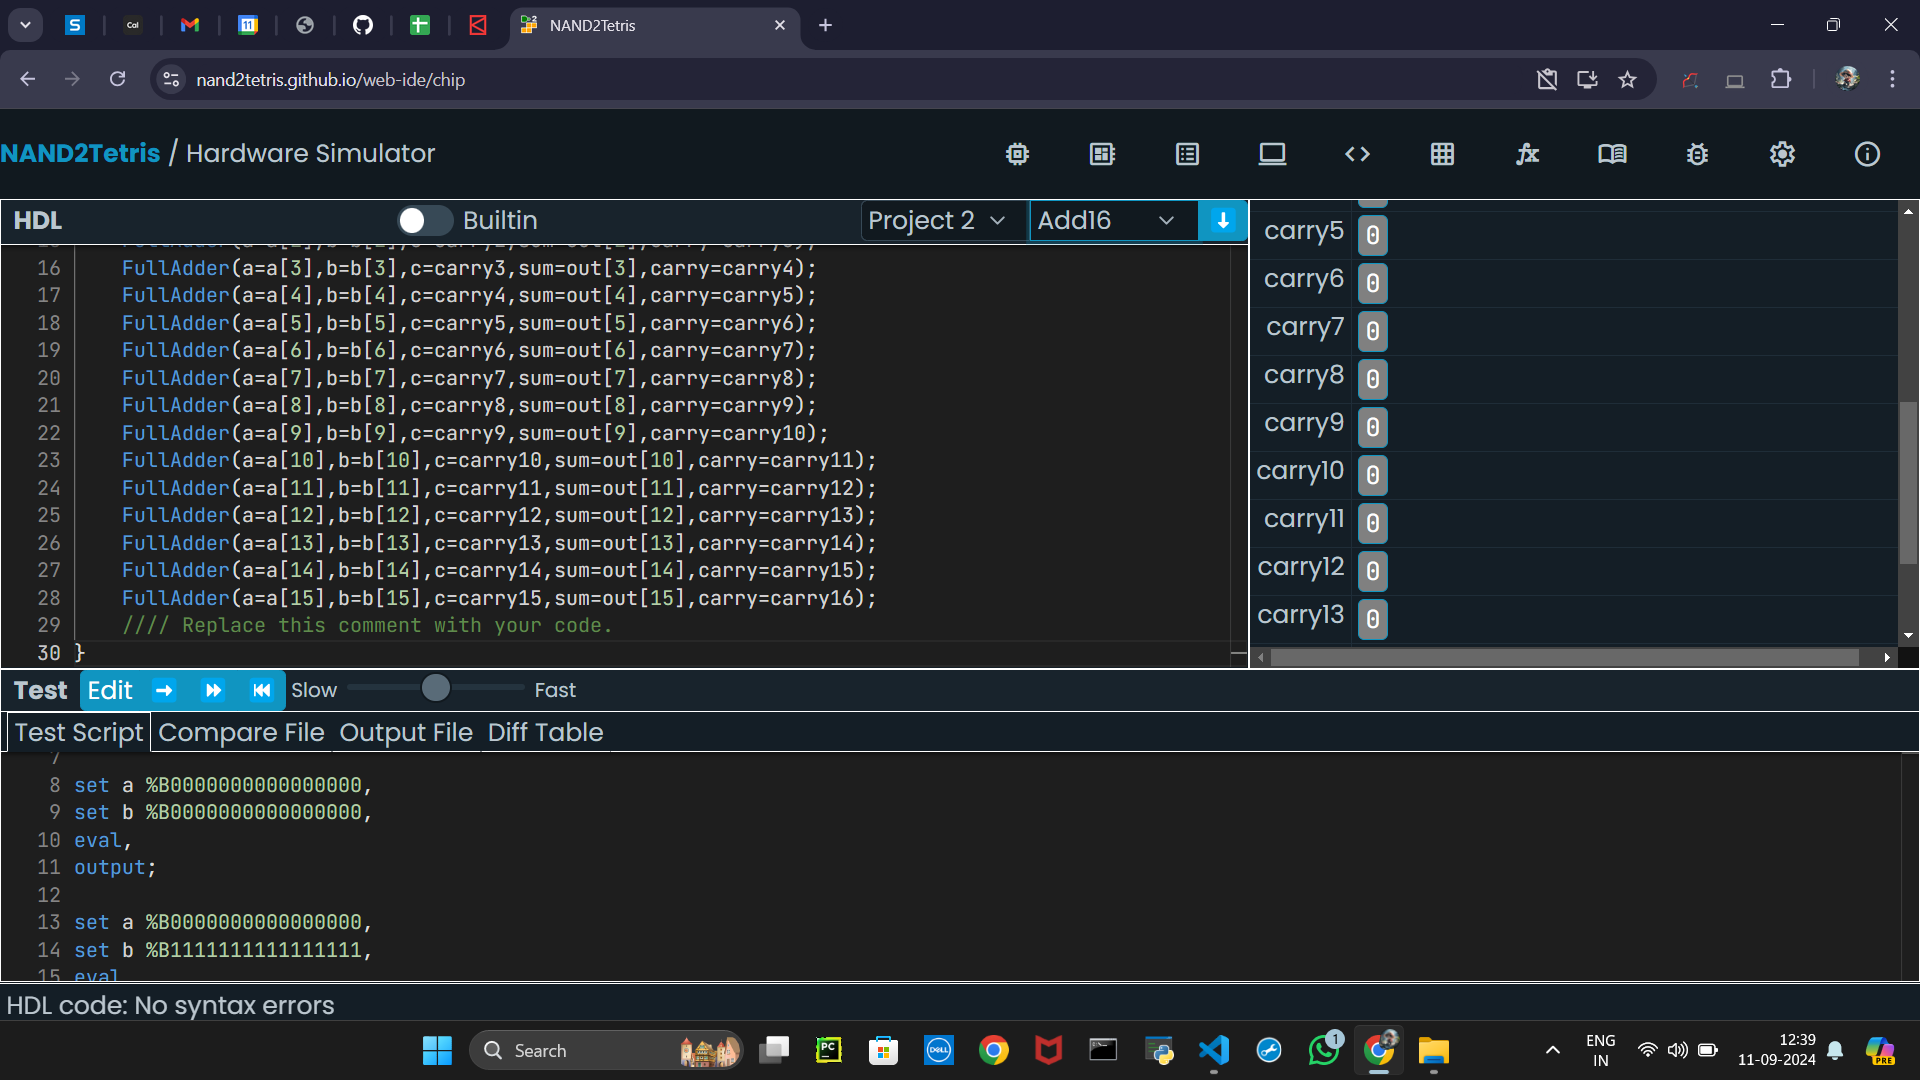 NAND2Tetris
nand2tetris.github.io/web-ide/chip
NAND2Tetris / Hardware Simulator
HDL Builtin Project 2 Add16
16 FullAdder(a=a[3],b=b[3],c=carry3,sum=out[3],carry=carry4);
17 FullAdder(a=a[4],b=b[4],c=carry4,sum=out[4],carry=carry5);
18 FullAdder(a=a[5],b=b[5],c=carry5,sum=out[5],carry=carry6);
19 FullAdder(a=a[6],b=b[6],c=carry6,sum=out[6],carry=carry7);
20 FullAdder(a=a[7],b=b[7],c=carry7,sum=out[7],carry=carry8);
21 FullAdder(a=a[8],b=b[8],c=carry8,sum=out[8],carry=carry9);
22 FullAdder(a=a[9],b=b[9],c=carry9,sum=out[9],carry=carry10);
23 FullAdder(a=a[10],b=b[10],c=carry10,sum=out[10],carry=carry11);
24 FullAdder(a=a[11],b=b[11],c=carry11,sum=out[11],carry=carry12);
25 FullAdder(a=a[12],b=b[12],c=carry12,sum=out[12],carry=carry13);
26 FullAdder(a=a[13],b=b[13],c=carry13,sum=out[13],carry=carry14);
27 FullAdder(a=a[14],b=b[14],c=carry14,sum=out[14],carry=carry15);
28 FullAdder(a=a[15],b=b[15],c=carry15,sum=out[15],carry=carry16);
29 //// Replace this comment with your code.
30 }
carry5 0
carry6 0
carry7 0
carry8 0
carry9 0
carry10 0
carry11 0
carry12 0
carry13 0
Test Edit Slow Fast
Test Script Compare File Output File Diff Table
7
8 set a %B0000000000000000,
9 set b %B0000000000000000,
10 eval,
11 output;
12
13 set a %B0000000000000000,
14 set b %B1111111111111111,
15 eval
HDL code: No syntax errors
Search
ENG
IN
12:39
11-09-2024